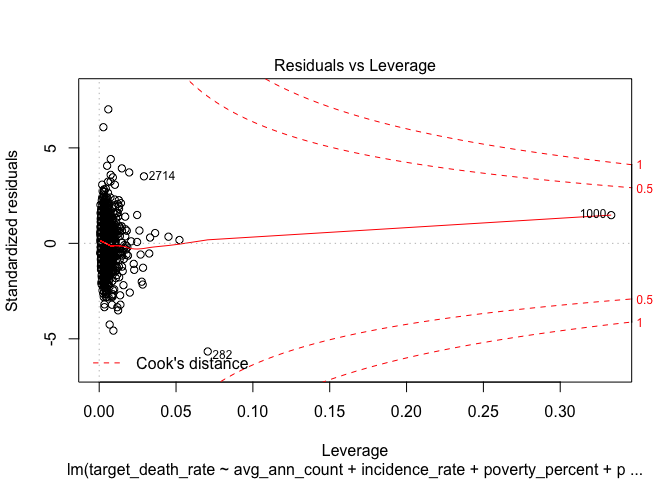 Residuals vs Leverage
Standardized residuals
5
0
-5
2714
1000
282
1
0.5
0.5
1
Cook's distance
0.00 0.05 0.10 0.15 0.20 0.25 0.30
Leverage
lm(target_death_rate ~ avg_ann_count + incidence_rate + poverty_percent + p ...